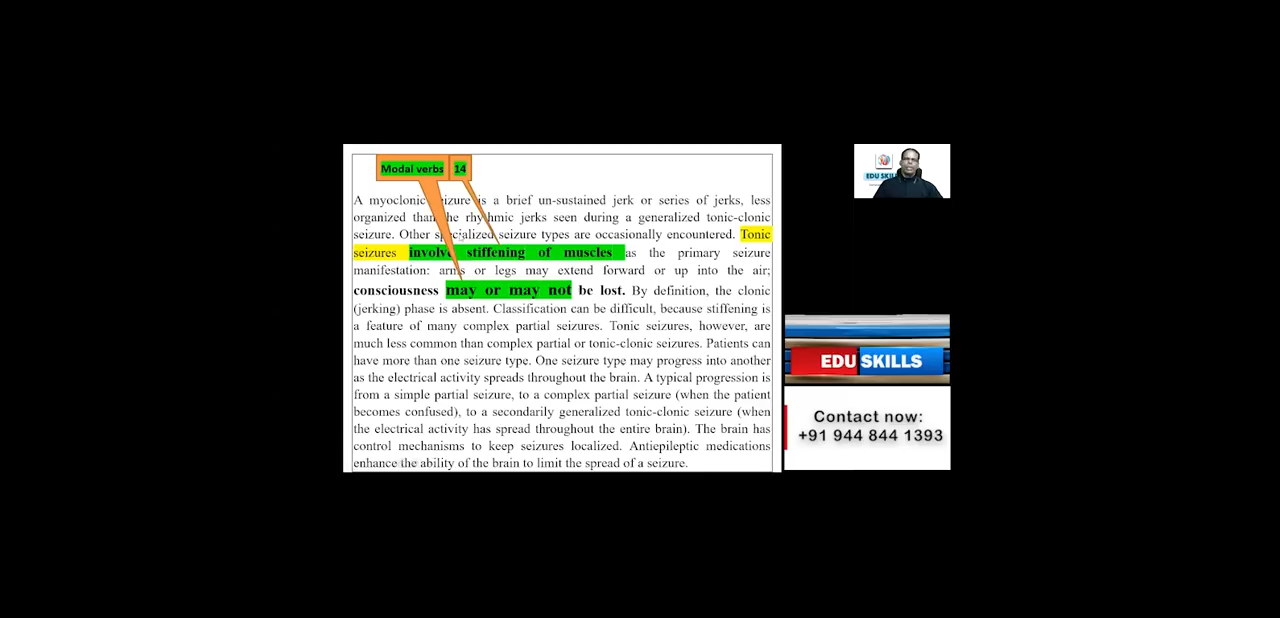 Modal verbs 14
A myoclonic seizure is a brief un-sustained jerk or series of jerks, less
organized than the rhythmic jerks seen during a generalized tonic-clonic
seizure. Other specialized seizure types are occasionally encountered. Tonic
seizures involve stiffening of muscles as the primary seizure
manifestation: arms or legs may extend forward or up into the air;
consciousness may or may not be lost. By definition, the clonic
(jerking) phase is absent. Classification can be difficult, because stiffening is
a feature of many complex partial seizures. Tonic seizures, however, are
much less common than complex partial or tonic-clonic seizures. Patients can
have more than one seizure type. One seizure type may progress into another
as the electrical activity spreads throughout the brain. A typical progression is
from a simple partial seizure, to a complex partial seizure (when the patient
becomes confused), to a secondarily generalized tonic-clonic seizure (when
the electrical activity has spread throughout the entire brain). The brain has
control mechanisms to keep seizures localized. Antiepileptic medications
enhance the ability of the brain to limit the spread of a seizure.
EDU SKILLS
Contact now:
+91 944 844 1393